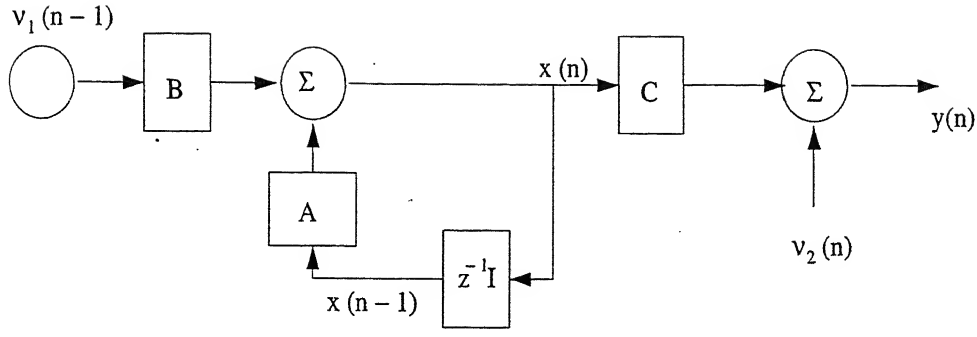 ν₁ (n − 1)
B
Σ
x (n)
C
Σ
y(n)
A
z⁻¹I
x (n − 1)
ν₂ (n)